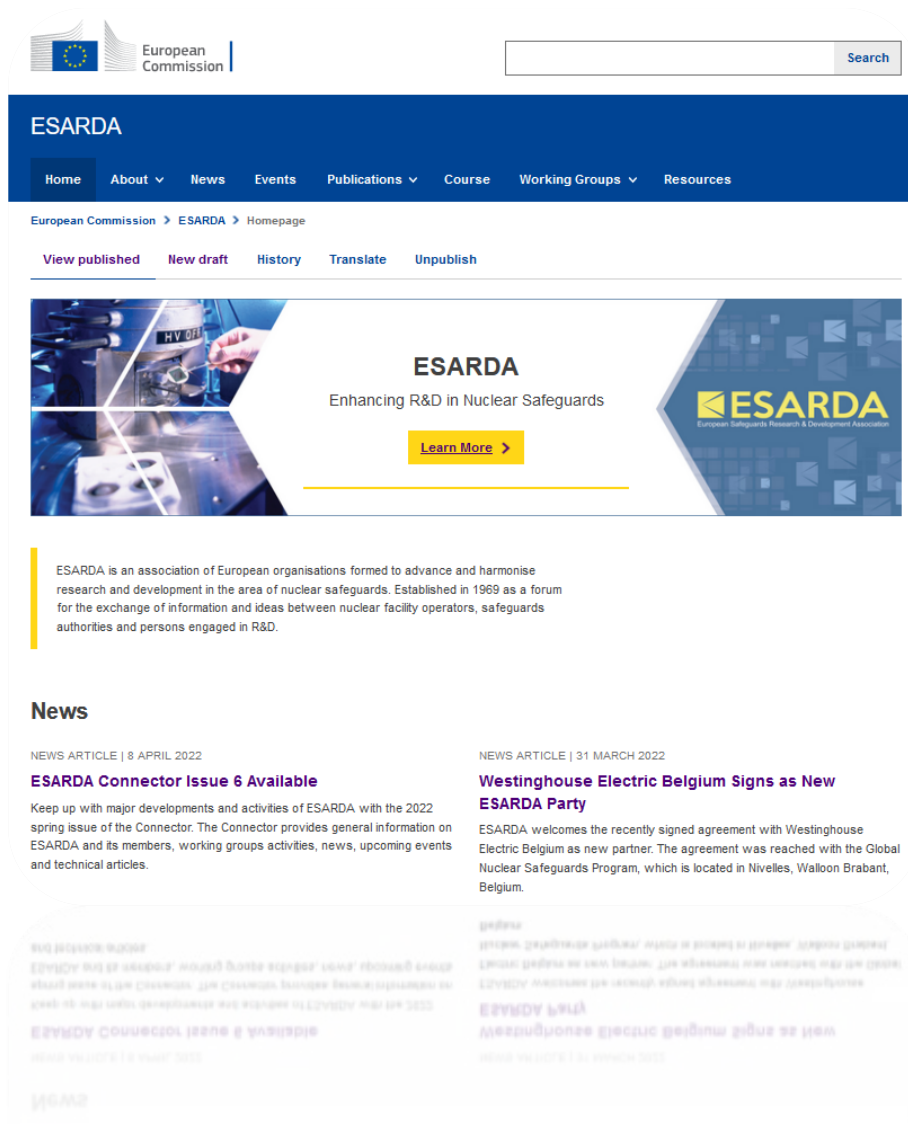 European
Commission
Search
ESARDA
Home About News Events Publications Course Working Groups Resources
European Commission > ESARDA > Homepage
View published New draft History Translate Unpublish
HV OFF
ESARDA
Enhancing R&D in Nuclear Safeguards
Learn More >
ESARDA
European Safeguards Research & Development Association
ESARDA is an association of European organisations formed to advance and harmonise
research and development in the area of nuclear safeguards. Established in 1969 as a forum
for the exchange of information and ideas between nuclear facility operators, safeguards
authorities and persons engaged in R&D.
News
NEWS ARTICLE | 8 APRIL 2022
ESARDA Connector Issue 6 Available
Keep up with major developments and activities of ESARDA with the 2022
spring issue of the Connector. The Connector provides general information on
ESARDA and its members, working groups activities, news, upcoming events
and technical articles.
NEWS ARTICLE | 31 MARCH 2022
Westinghouse Electric Belgium Signs as New
ESARDA Party
ESARDA welcomes the recently signed agreement with Westinghouse
Electric Belgium as new partner. The agreement was reached with the Global
Nuclear Safeguards Program, which is located in Nivelles, Walloon Brabant,
Belgium.